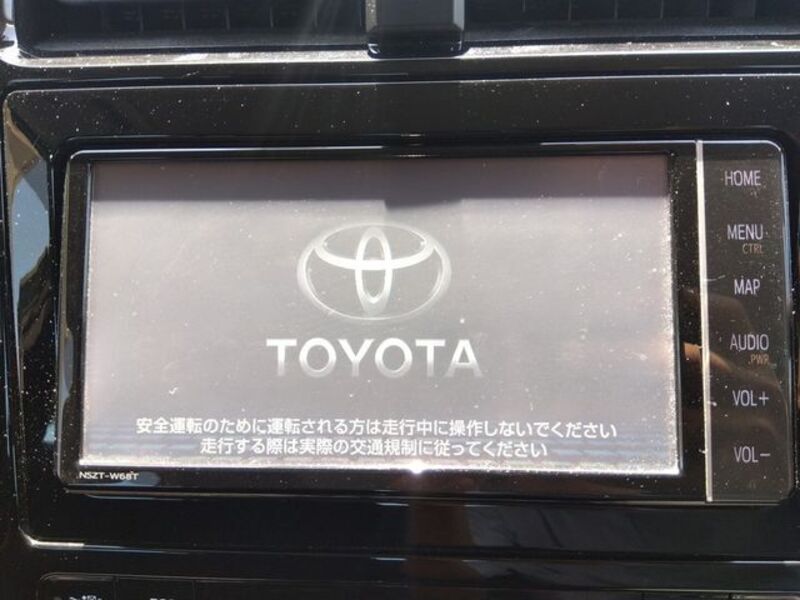 TOYOTA
安全運転のために運転される方は走行中に操作しないでください
走行する際は実際の交通規制に従ってください
NSZT-W68T
HOME
MENU
CTRL
MAP
AUDIO
PWR
VOL+
VOL-